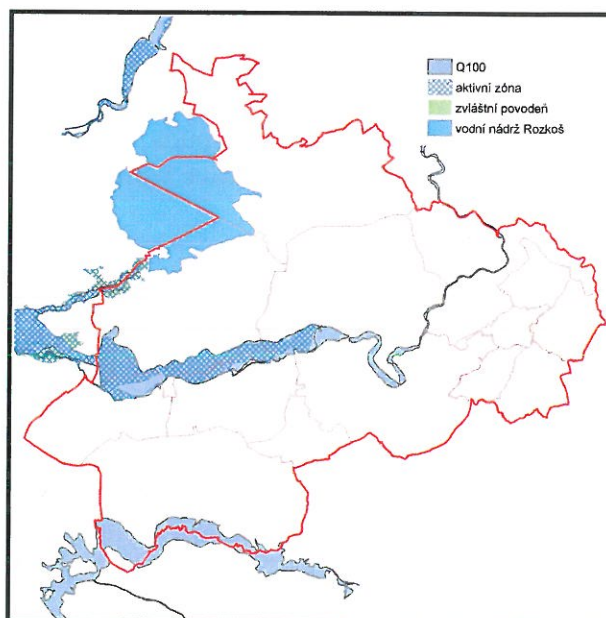 Q100
aktivní zóna
zvláštní povodeň
vodní nádrž Rozkoš